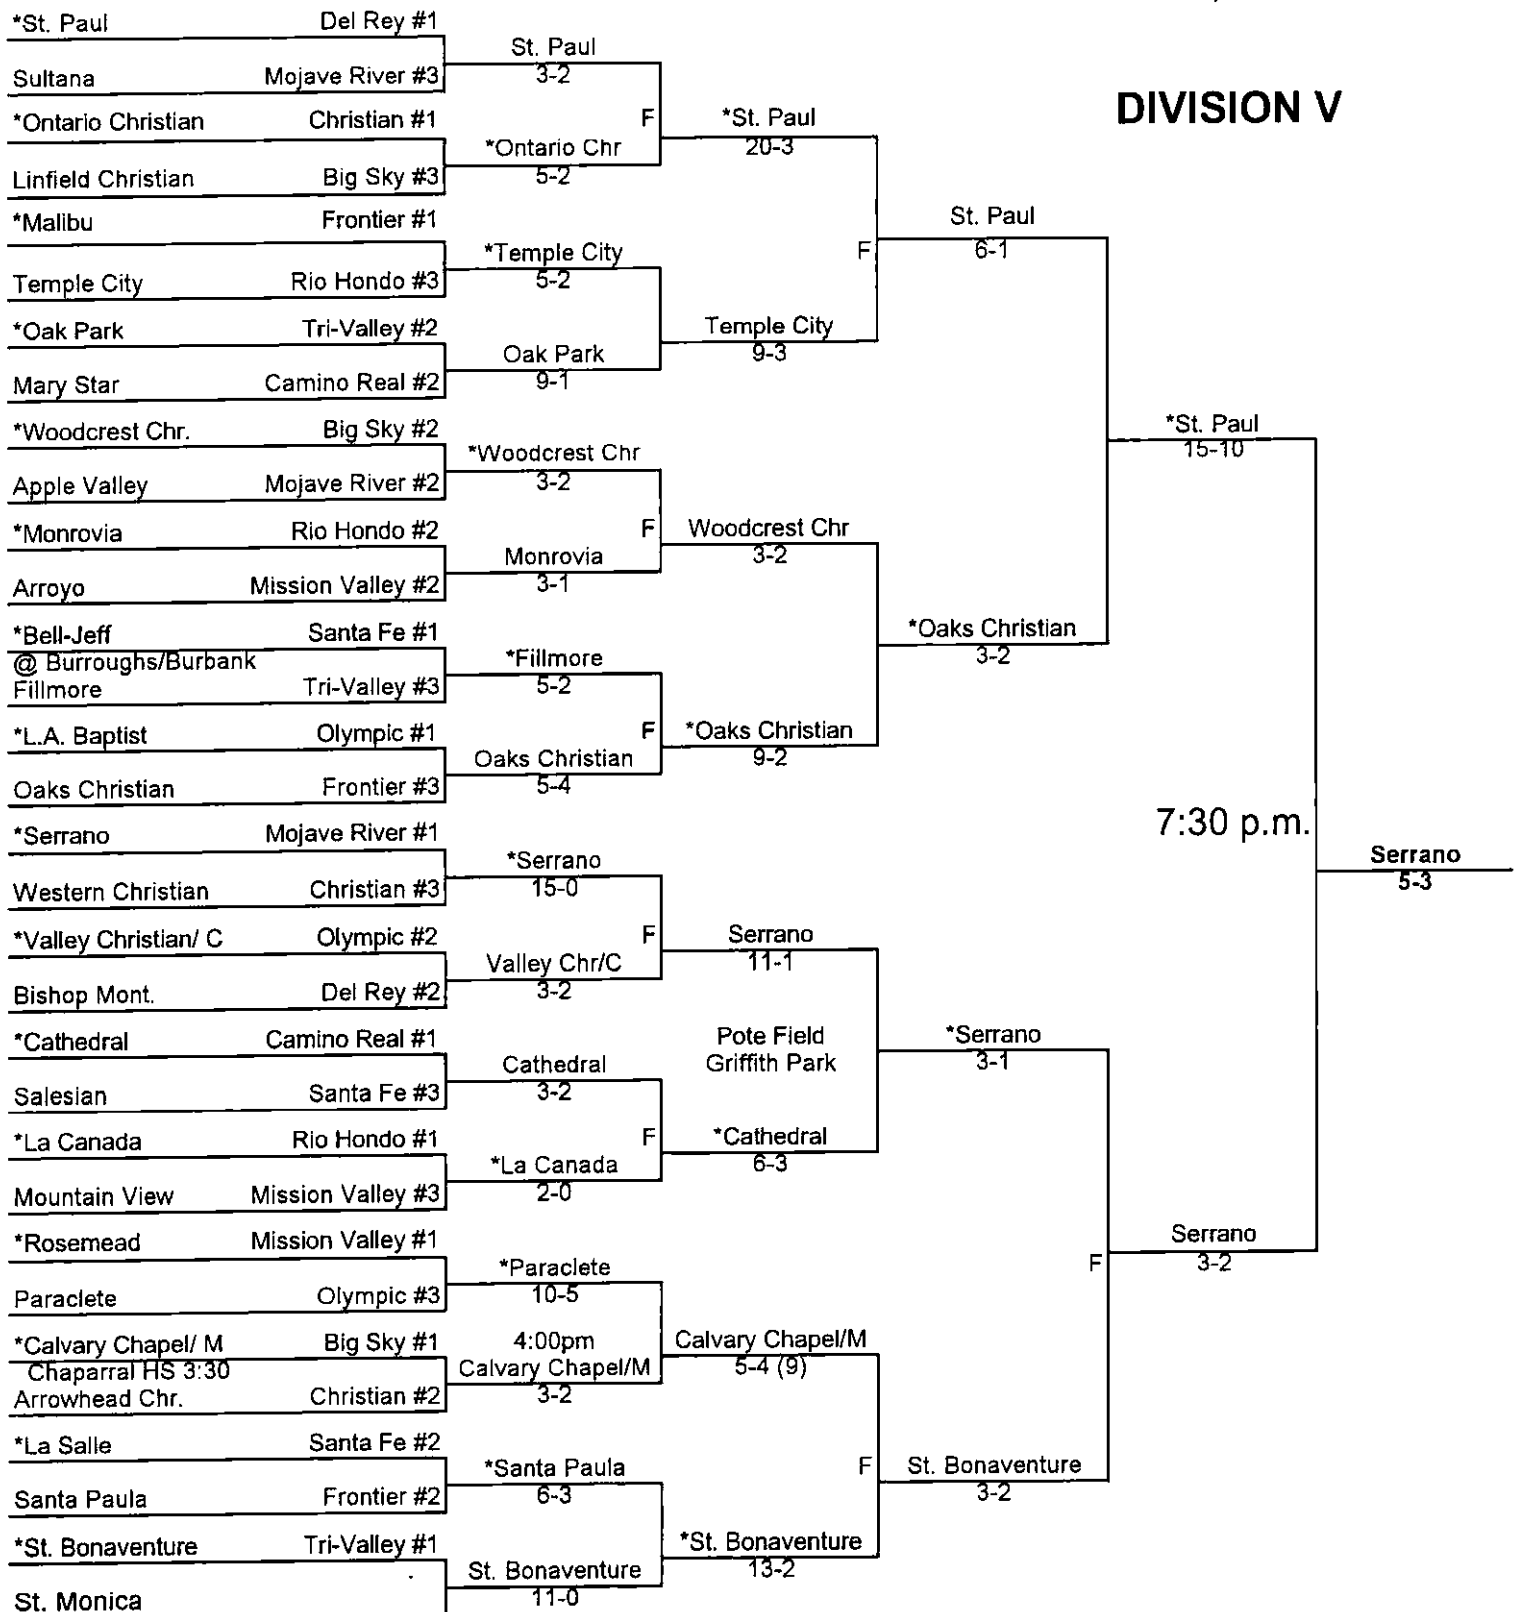 DIVISION V
*St. Paul Del Rey #1
Sultana Mojave River #3
*Ontario Christian Christian #1
Linfield Christian Big Sky #3
*Malibu Frontier #1
Temple City Rio Hondo #3
*Oak Park Tri-Valley #2
Mary Star Camino Real #2
*Woodcrest Chr. Big Sky #2
Apple Valley Mojave River #2
*Monrovia Rio Hondo #2
Arroyo Mission Valley #2
*Bell-Jeff Santa Fe #1
@ Burroughs/Burbank
Fillmore Tri-Valley #3
*L.A. Baptist Olympic #1
Oaks Christian Frontier #3
*Serrano Mojave River #1
Western Christian Christian #3
*Valley Christian/ C Olympic #2
Bishop Mont. Del Rey #2
*Cathedral Camino Real #1
Salesian Santa Fe #3
*La Canada Rio Hondo #1
Mountain View Mission Valley #3
*Rosemead Mission Valley #1
Paraclete Olympic #3
*Calvary Chapel/ M Big Sky #1
Chaparral HS 3:30
Arrowhead Chr. Christian #2
*La Salle Santa Fe #2
Santa Paula Frontier #2
*St. Bonaventure Tri-Valley #1
St. Monica
St. Paul
3-2
F
*Ontario Chr
5-2
*Temple City
5-2
Oak Park
9-1
*Woodcrest Chr
3-2
F
Monrovia
3-1
*Fillmore
5-2
F
Oaks Christian
5-4
*Serrano
15-0
F
Valley Chr/C
3-2
Cathedral
3-2
F
*La Canada
2-0
*Paraclete
10-5
4:00pm
Calvary Chapel/M
3-2
*Santa Paula
6-3
St. Bonaventure
11-0
*St. Paul
20-3
F
Temple City
9-3
Woodcrest Chr
3-2
*Oaks Christian
9-2
Serrano
11-1
Pote Field
Griffith Park
*Cathedral
6-3
Calvary Chapel/M
5-4 (9)
F
*St. Bonaventure
13-2
St. Paul
6-1
*Oaks Christian
3-2
*Serrano
3-1
F
St. Bonaventure
3-2
*St. Paul
15-10
7:30 p.m.
Serrano
3-2
Serrano
5-3